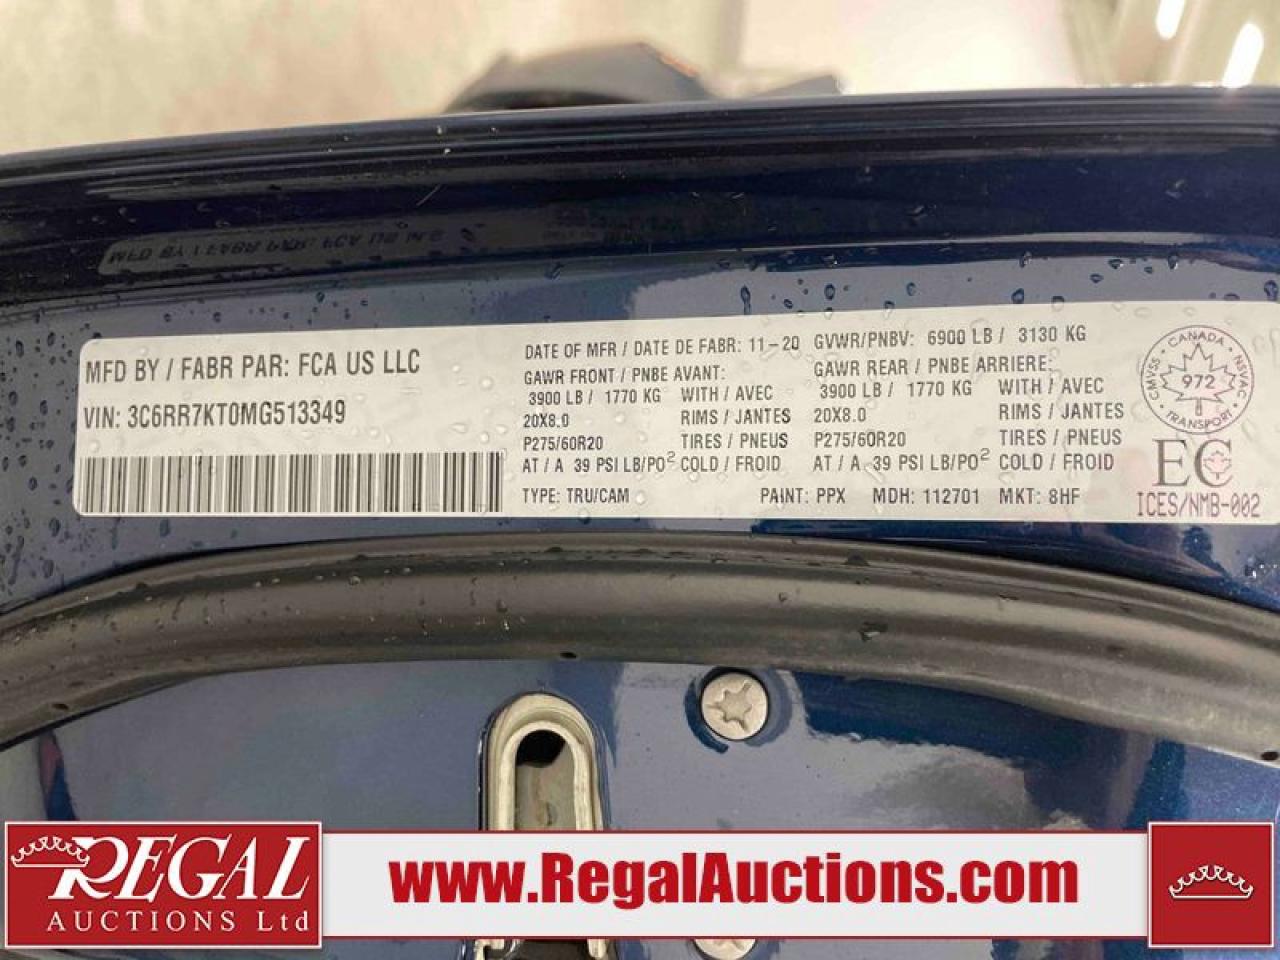 MFD BY / FABR PAR: FCA US LLC
VIN: 3C6RR7KT0MG513349
DATE OF MFR / DATE DE FABR: 11-20
GAWR FRONT / PNBE AVANT:
3900 LB / 1770 KG WITH / AVEC
20X8.0 RIMS / JANTES
P275/60R20 TIRES / PNEUS
AT / A 39 PSI LB/PO² COLD / FROID
GVWR/PNBV: 6900 LB / 3130 KG
GAWR REAR / PNBE ARRIERE:
3900 LB / 1770 KG WITH / AVEC
20X8.0 RIMS / JANTES
P275/60R20 TIRES / PNEUS
AT / A 39 PSI LB/PO² COLD / FROID
TYPE: TRU/CAM PAINT: PPX MDH: 112701 MKT: 8HF
CMVSS · CANADA · NSVAC
972
TRANSPORT
EC
ICES/NMB-002
REGAL
AUCTIONS Ltd
www.RegalAuctions.com